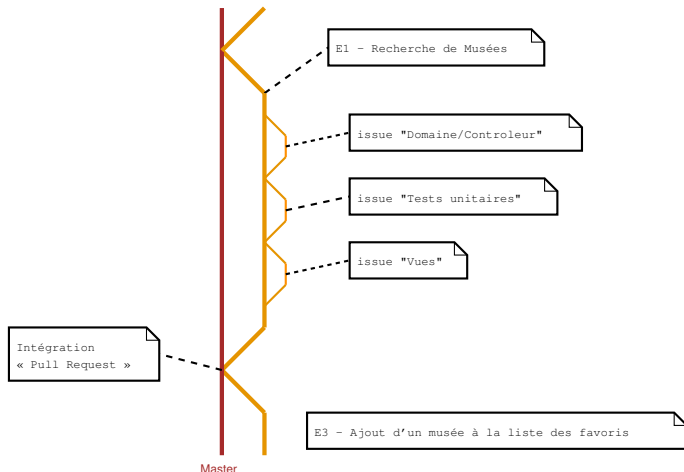 E1 – Recherche de Musées
issue "Domaine/Controleur"
issue "Tests unitaires"
issue "Vues"
Intégration
« Pull Request »
E3 – Ajout d’un musée à la liste des favoris
Master